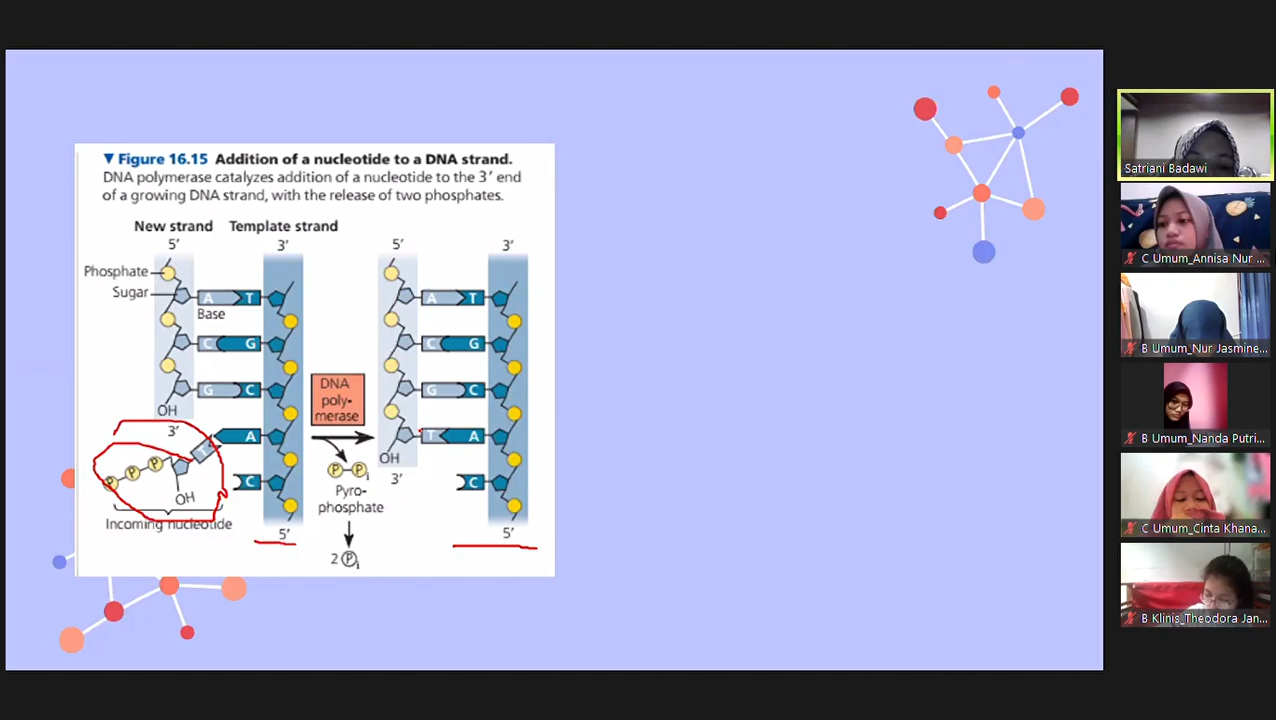 ▼ Figure 16.15 Addition of a nucleotide to a DNA strand.
DNA polymerase catalyzes addition of a nucleotide to the 3′ end
of a growing DNA strand, with the release of two phosphates.
New strand Template strand
5′ 3′ 5′ 3′
Phosphate
Sugar
A T A T
Base
C G C G
DNA
poly-
merase
G C G C
OH
3′
T A T A
OH
P P P
P P i
3′
C C
OH
Pyro-
phosphate
Incoming nucleotide
5′ 5′
2 P i
Satriani Badawi
C Umum_Annisa Nur ...
B Umum_Nur Jasmine...
B Umum_Nanda Putri...
C Umum_Cinta Khana...
B Klinis_Theodora Jan...